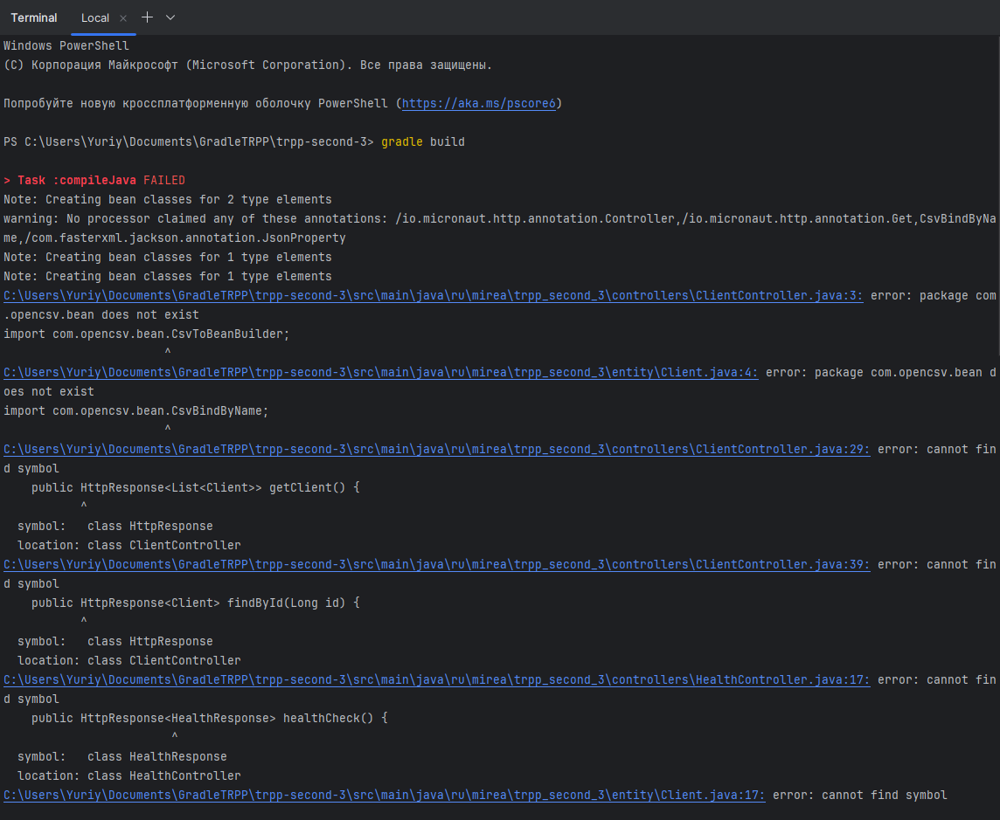 Terminal Local
Windows PowerShell
(C) Корпорация Майкрософт (Microsoft Corporation). Все права защищены.
Попробуйте новую кроссплатформенную оболочку PowerShell (https://aka.ms/pscore6)
PS C:\Users\Yuriy\Documents\GradleTRPP\trpp-second-3> gradle build
> Task :compileJava FAILED
Note: Creating bean classes for 2 type elements
warning: No processor claimed any of these annotations: /io.micronaut.http.annotation.Controller,/io.micronaut.http.annotation.Get,CsvBindByNa
me,/com.fasterxml.jackson.annotation.JsonProperty
Note: Creating bean classes for 1 type elements
Note: Creating bean classes for 1 type elements
C:\Users\Yuriy\Documents\GradleTRPP\trpp-second-3\src\main\java\ru\mirea\trpp_second_3\controllers\ClientController.java:3: error: package com
.opencsv.bean does not exist
import com.opencsv.bean.CsvToBeanBuilder;
^
C:\Users\Yuriy\Documents\GradleTRPP\trpp-second-3\src\main\java\ru\mirea\trpp_second_3\entity\Client.java:4: error: package com.opencsv.bean d
oes not exist
import com.opencsv.bean.CsvBindByName;
^
C:\Users\Yuriy\Documents\GradleTRPP\trpp-second-3\src\main\java\ru\mirea\trpp_second_3\controllers\ClientController.java:29: error: cannot fin
d symbol
public HttpResponse<List<Client>> getClient() {
^
symbol:   class HttpResponse
location: class ClientController
C:\Users\Yuriy\Documents\GradleTRPP\trpp-second-3\src\main\java\ru\mirea\trpp_second_3\controllers\ClientController.java:39: error: cannot fin
d symbol
public HttpResponse<Client> findById(Long id) {
^
symbol:   class HttpResponse
location: class ClientController
C:\Users\Yuriy\Documents\GradleTRPP\trpp-second-3\src\main\java\ru\mirea\trpp_second_3\controllers\HealthController.java:17: error: cannot fin
d symbol
public HttpResponse<HealthResponse> healthCheck() {
^
symbol:   class HealthResponse
location: class HealthController
C:\Users\Yuriy\Documents\GradleTRPP\trpp-second-3\src\main\java\ru\mirea\trpp_second_3\entity\Client.java:17: error: cannot find symbol